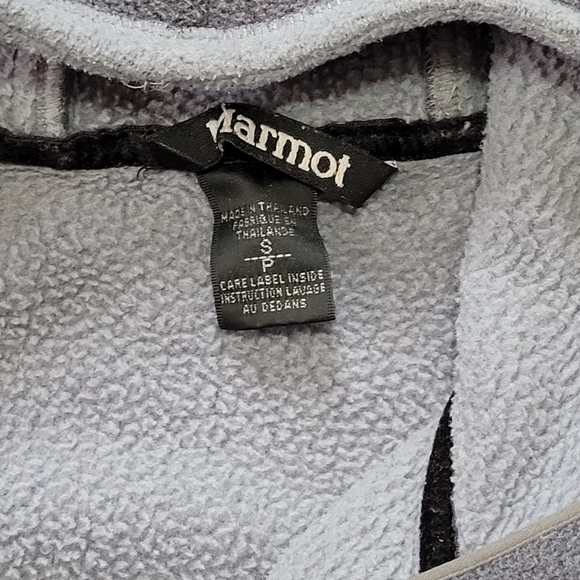 Marmot
MADE IN THAILAND
FABRIQUE EN
THAILANDE
S
P
CARE LABEL INSIDE
INSTRUCTION LAVAGE
AU DEDANS